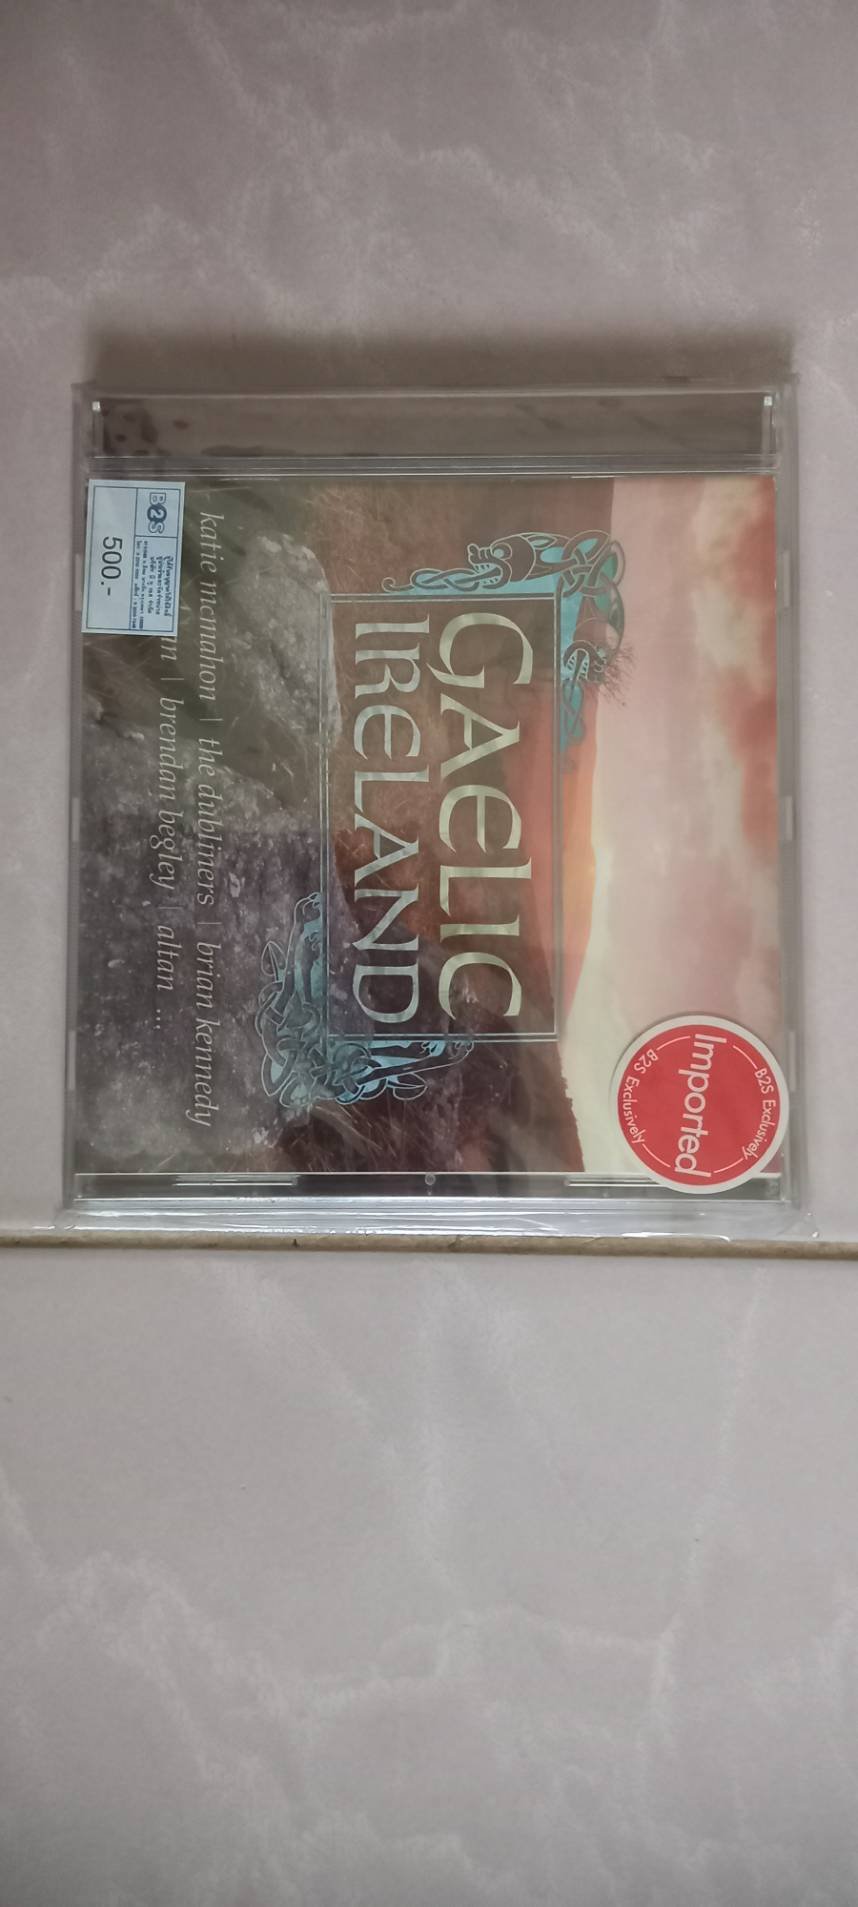 GAELIC
IRELAND
katie mcmahon | the dubliners | brian kennedy
| brendan begley | altan ...
B2S
500.-
B2S Exclusively
Imported
B2S Exclusively